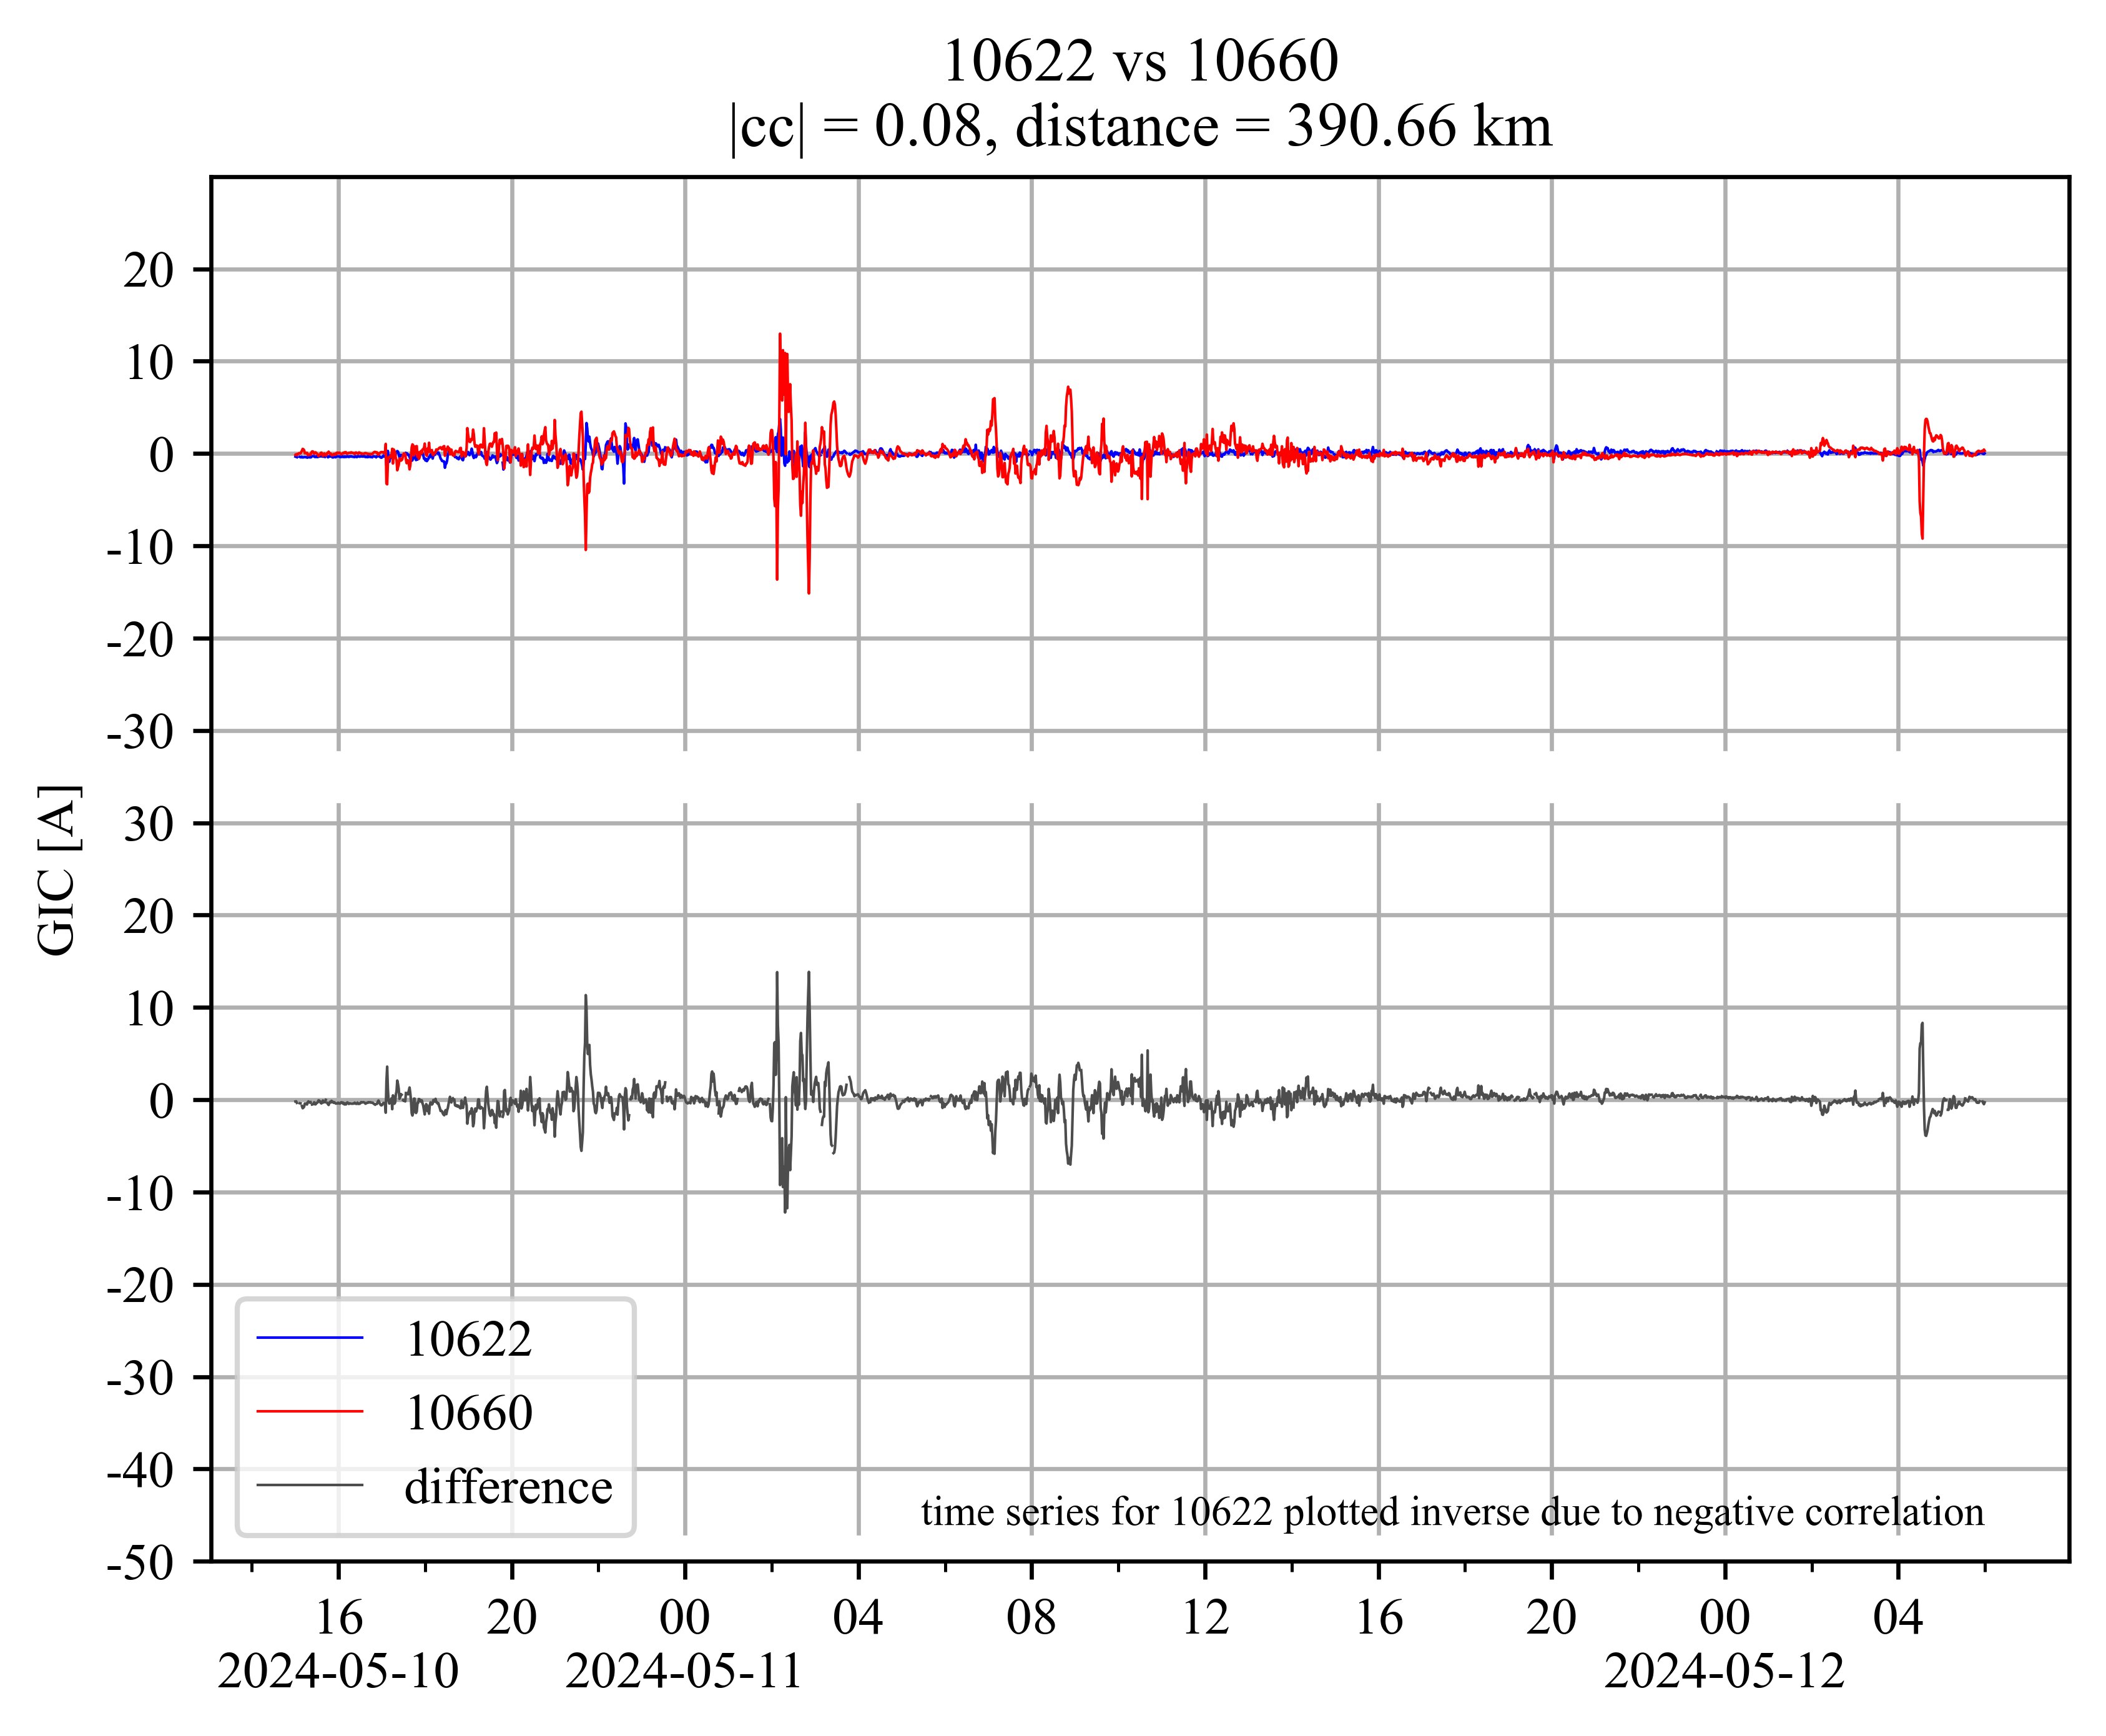 10622 vs 10660
|cc| = 0.08, distance = 390.66 km
GIC [A]
20
10
0
-10
-20
-30
30
20
10
0
-10
-20
-30
-40
-50
10622
10660
difference
time series for 10622 plotted inverse due to negative correlation
16 20 00 04 08 12 16 20 00 04
2024-05-10 2024-05-11 2024-05-12